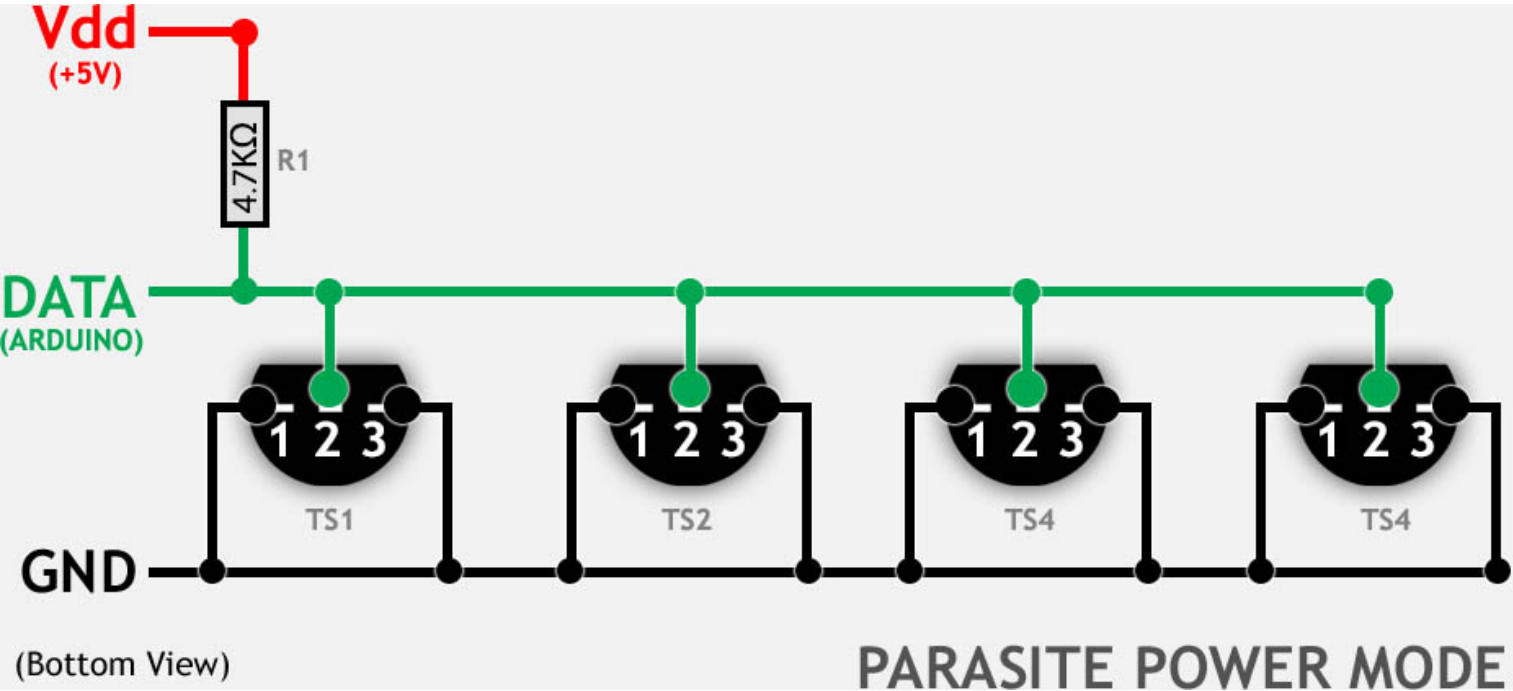 Vdd
(+5V)
4.7KΩ
R1
DATA
(ARDUINO)
1 2 3
1 2 3
1 2 3
1 2 3
TS1
TS2
TS4
TS4
GND
(Bottom View)
PARASITE POWER MODE